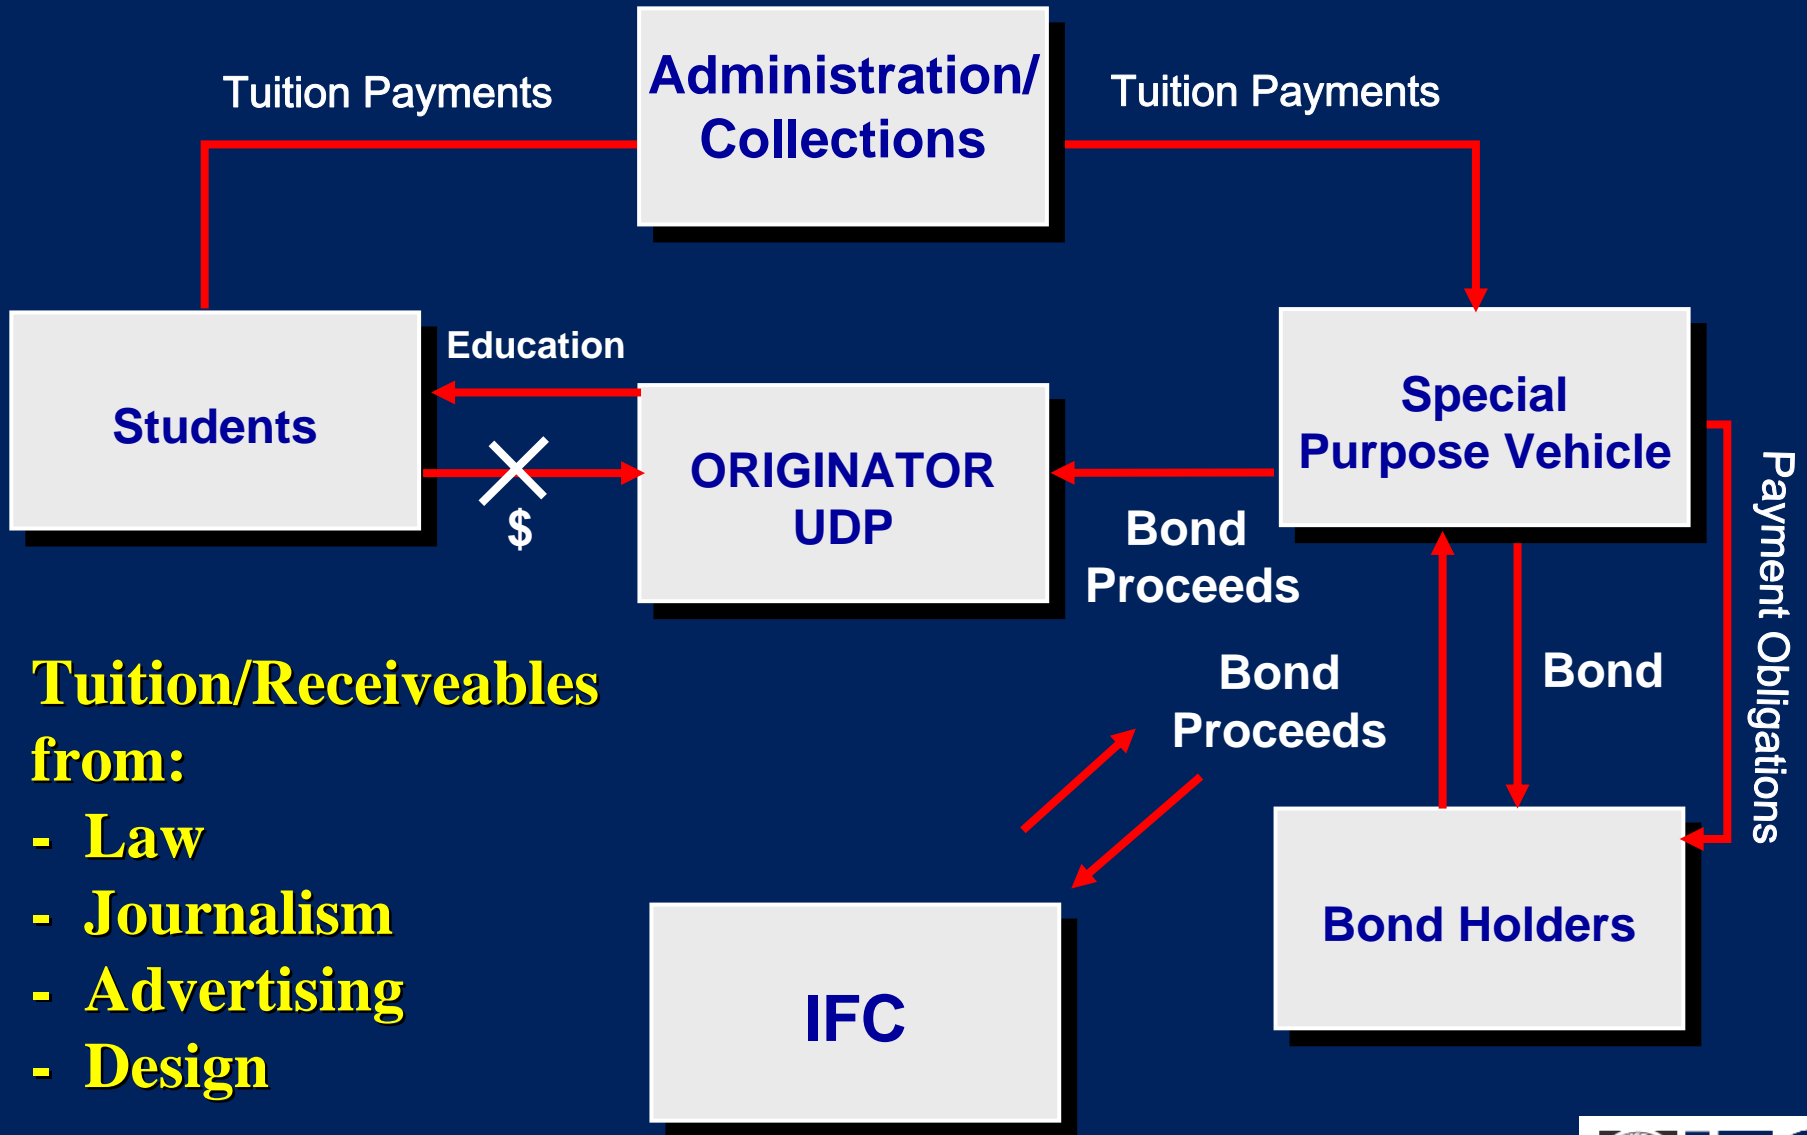 Administration/
Collections
Tuition Payments
Tuition Payments
Students
Education
$
ORIGINATOR
UDP
Special
Purpose Vehicle
Bond
Proceeds
Payment Obligations
Bond
Proceeds
Bond
Bond Holders
IFC
Tuition/Receiveables
from:
- Law
- Journalism
- Advertising
- Design